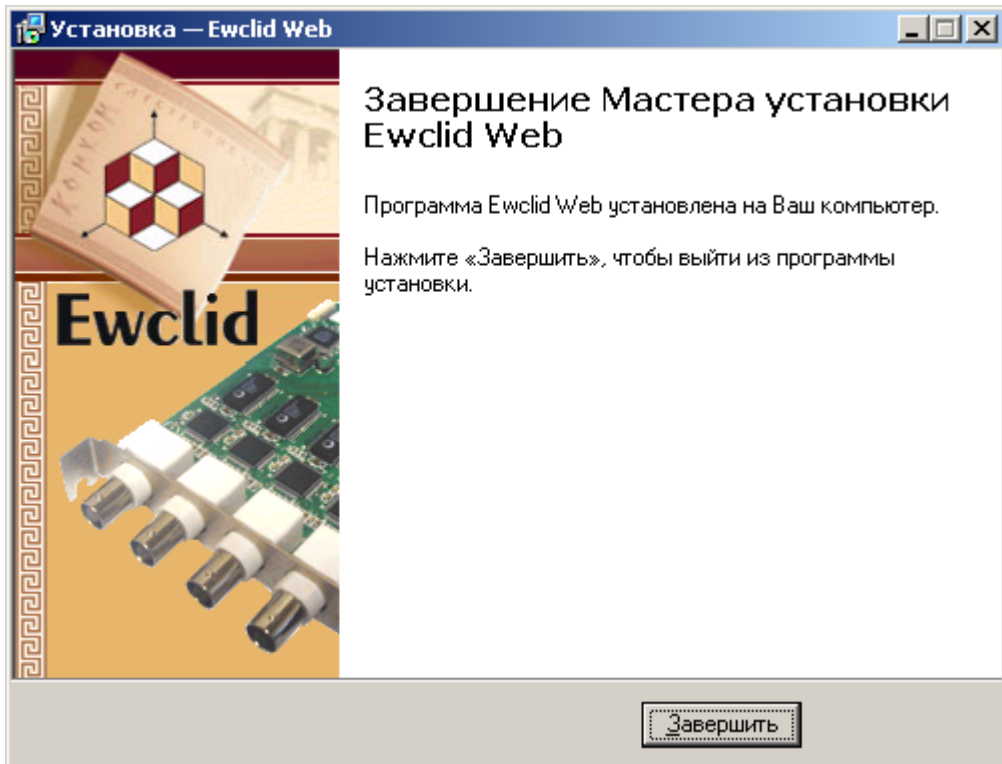 Установка — Ewclid Web
Завершение Мастера установки
Ewclid Web
Программа Ewclid Web установлена на Ваш компьютер.
Нажмите «Завершить», чтобы выйти из программы
установки.
КОМКОМ
Ewclid
Завершить